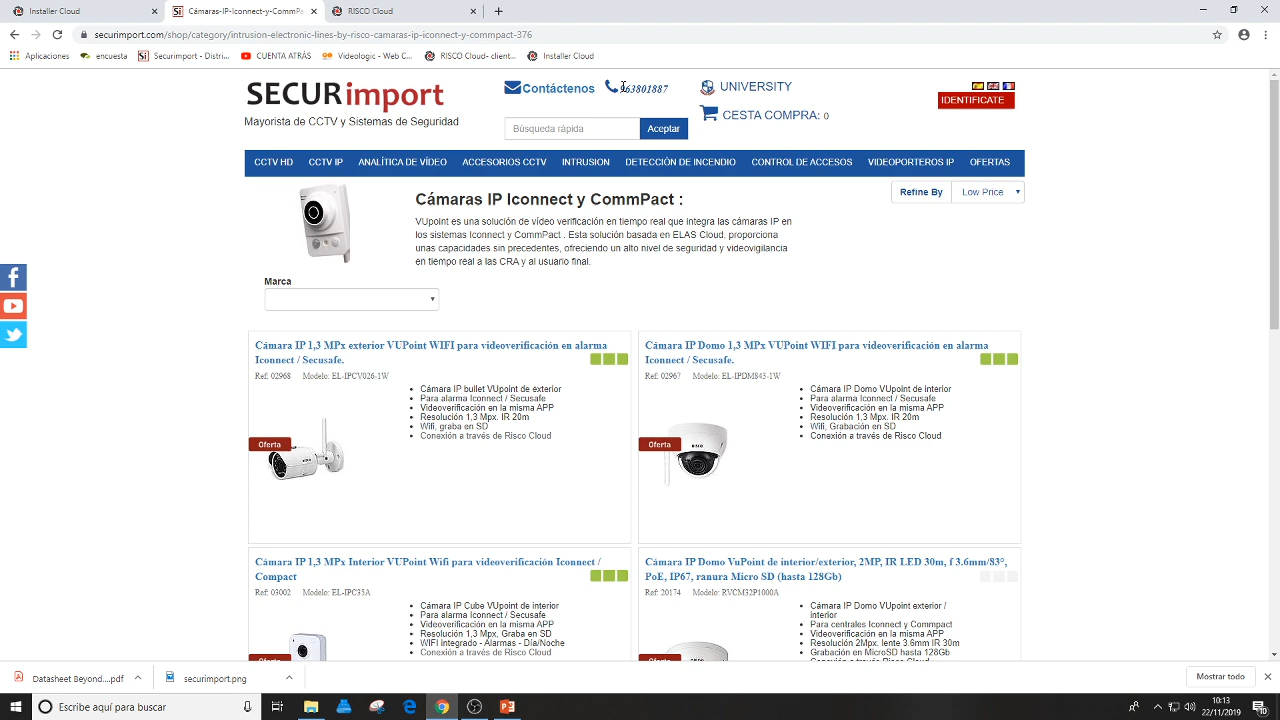 Installer Cloud
Cámaras IP-Iconnect-y-ComPact
RISCO Cloud
securimport.com/shop/category/intrusion-electronic-lines-by-risco-camaras-ip-iconnect-y-commpact-376
Aplicaciones
encuesta
Securimport - Distri...
CUENTA ATRÁS
Videologic - Web C...
RISCO Cloud- client...
Installer Cloud
SECURimport
Mayorista de CCTV y Sistemas de Seguridad
Contáctenos
963801887
UNIVERSITY
CESTA COMPRA: 0
IDENTIFICATE
Búsqueda rápida
Aceptar
CCTV HD
CCTV IP
ANALÍTICA DE VÍDEO
ACCESORIOS CCTV
INTRUSION
DETECCIÓN DE INCENDIO
CONTROL DE ACCESOS
VIDEOPORTEROS IP
OFERTAS
Cámaras IP Iconnect y CommPact :
Refine By
Low Price
VUpoint es una solución de vídeo verificación en tiempo real que integra las cámaras IP en
los sistemas Iconnect y CommPact . Esta solución basada en ELAS Cloud, proporciona
unas capacidades sin precedentes, ofreciendo un alto nivel de seguridad y videovigilancia
en tiempo real a las CRA y al usuario final.
Marca
Cámara IP 1,3 MPx exterior VUPoint WIFI para videoverificación en alarma
Iconnect / Secusafe.
Ref: 02968 Modelo: EL-IPCV026-1W
Cámara IP bullet VUpoint de exterior
Para alarma Iconnect / Secusafe
Videoverificación en la misma APP
Resolución 1,3 Mpx. IR 20m
Wifi, graba en SD
Conexión a través de Risco Cloud
Oferta
Cámara IP Domo 1,3 MPx VUPoint WIFI para videoverificación en alarma
Iconnect / Secusafe.
Ref: 02967 Modelo: EL-IPDM843-1W
Cámara IP Domo VUpoint de interior
Para alarma Iconnect / Secusafe
Videoverificación en la misma APP
Resolución 1,3 Mpx. IR 20m
Wifi, Grabación en SD
Conexión a través de Risco Cloud
Oferta
RISCO
Cámara IP 1,3 MPx Interior VUPoint Wifi para videoverificación Iconnect /
Compact
Ref: 03002 Modelo: EL-IPC35A
Cámara IP Cube VUpoint de interior
Para alarma Iconnect / Secusafe
Videoverificación en la misma APP
Resolución 1,3 Mpx, Graba en SD
WIFI integrado - Alarmas - Día/Noche
Conexión a través de Risco Cloud
Oferta
Cámara IP Domo VuPoint de interior/exterior, 2MP, IR LED 30m, f 3.6mm/83°,
PoE, IP67, ranura Micro SD (hasta 128Gb)
Ref: 20174 Modelo: RVCM32P1000A
Cámara IP Domo VUpoint exterior /
interior
Para centrales Iconnect y Commpact
Videoverificación en la misma APP
Resolución 2Mpx. lente 3.6mm IR 30m
Grabación en MicroSD hasta 128Gb
Conexión a través de Risco Cloud
Oferta
Datasheet Beyond....pdf
securimport.png
Mostrar todo
Escribe aquí para buscar
10:13
22/11/2019